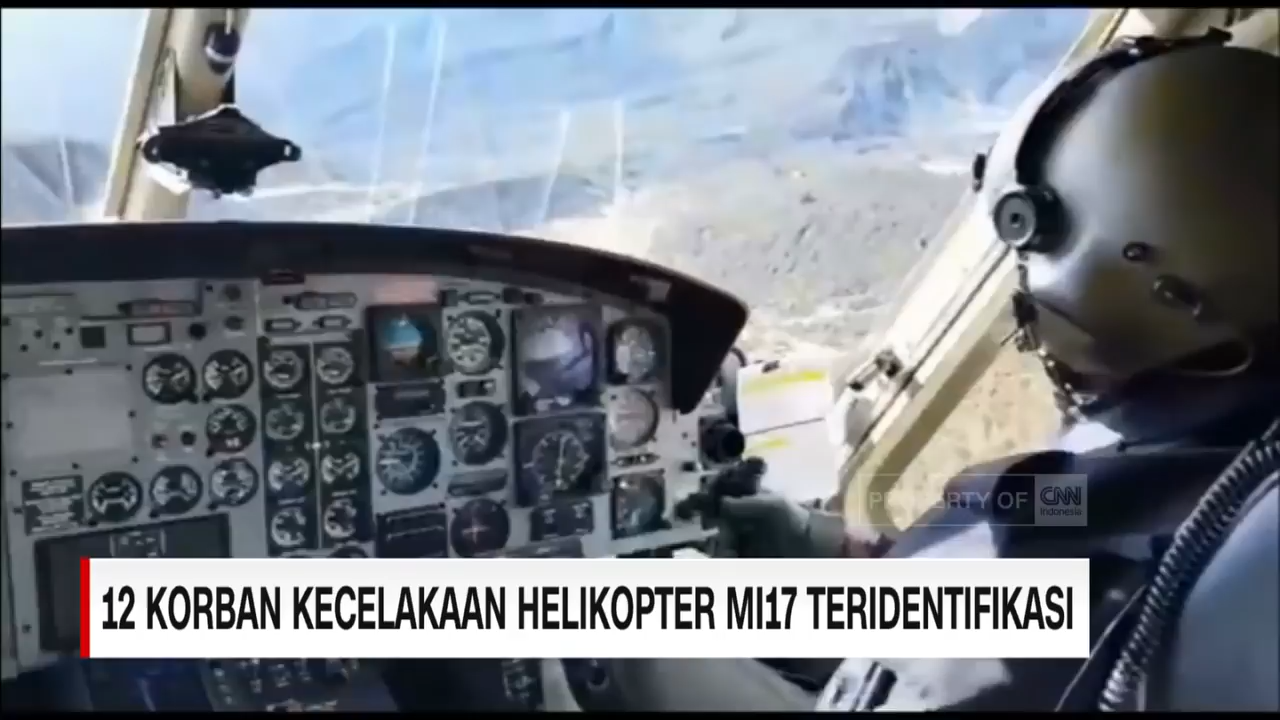 PROPERTY OF CNN
Indonesia
12 KORBAN KECELAKAAN HELIKOPTER MI17 TERIDENTIFIKASI